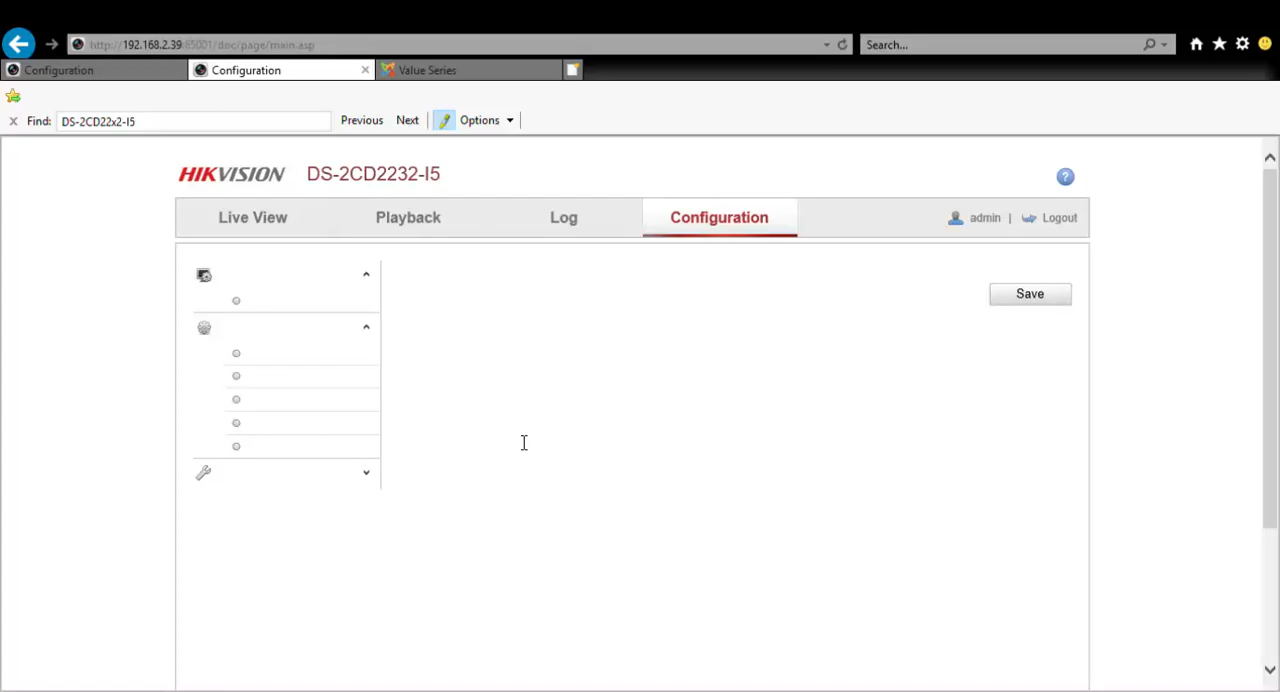 http://192.168.2.39:65001/doc/page/main.asp
Search...
Configuration
Configuration
Value Series
Find: DS-2CD22x2-I5 Previous Next Options
HIKVISION DS-2CD2232-I5
Live View Playback Log Configuration admin | Logout
Save